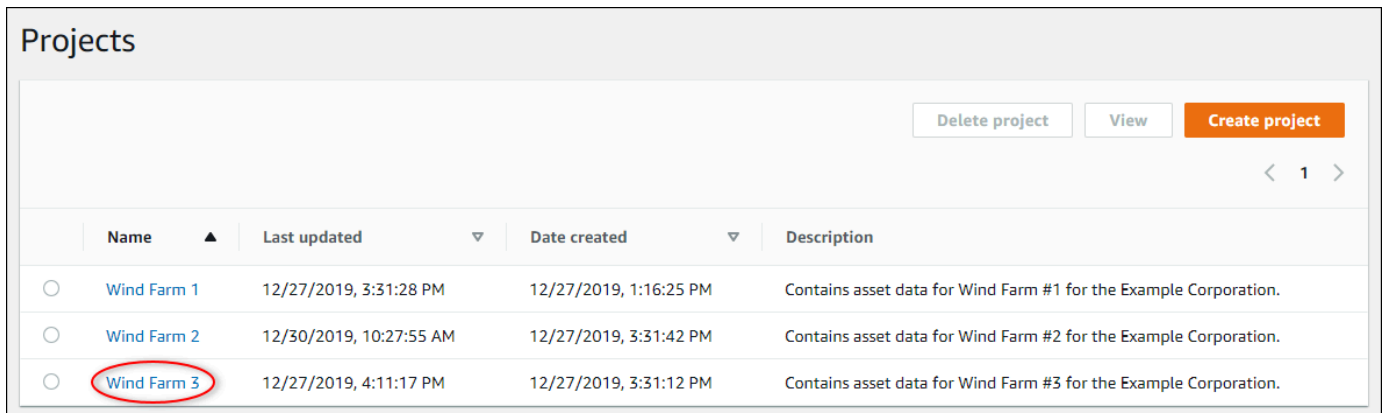 Projects
Delete project View Create project
1
Name Last updated Date created Description
Wind Farm 1 12/27/2019, 3:31:28 PM 12/27/2019, 1:16:25 PM Contains asset data for Wind Farm #1 for the Example Corporation.
Wind Farm 2 12/30/2019, 10:27:55 AM 12/27/2019, 3:31:42 PM Contains asset data for Wind Farm #2 for the Example Corporation.
Wind Farm 3 12/27/2019, 4:11:17 PM 12/27/2019, 3:31:12 PM Contains asset data for Wind Farm #3 for the Example Corporation.